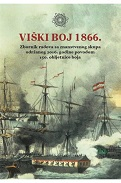 VIŠKI BOJ 1866.
Zbornik radova sa znanstvenog skupa
održanog 2016. godine povodom
150. obljetnice boja